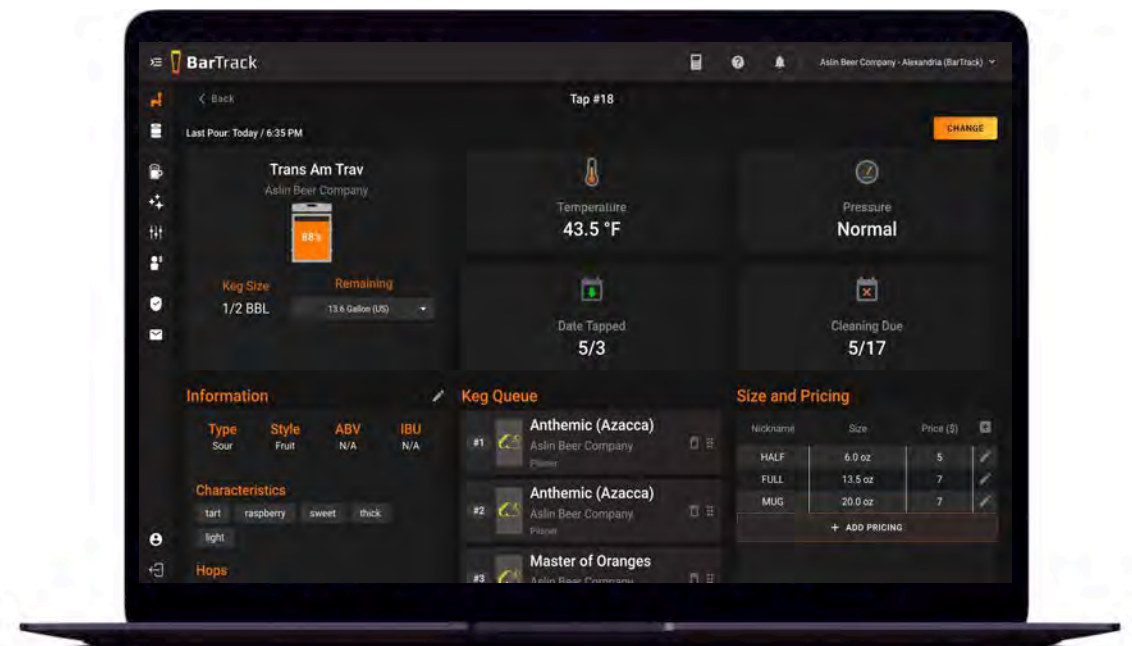 BarTrack
Aslin Beer Company - Alexandria (BarTrack)
Back
Tap #18
Last Pour: Today / 6:35 PM
CHANGE
Trans Am Trav
Aslin Beer Company
88%
Keg Size
Remaining
1/2 BBL
13.6 Gallon (US)
Temperature
43.5 °F
Pressure
Normal
Date Tapped
5/3
Cleaning Due
5/17
Information
Type Style ABV IBU
Sour Fruit N/A N/A
Characteristics
tart raspberry sweet thick
light
Hops
Keg Queue
#1
Anthemic (Azacca)
Aslin Beer Company
Pilsner
#2
Anthemic (Azacca)
Aslin Beer Company
Pilsner
#3
Master of Oranges
Aslin Beer Company
Size and Pricing
Nickname Size Price ($)
HALF 6.0 oz 5
FULL 13.5 oz 7
MUG 20.0 oz 7
+ ADD PRICING